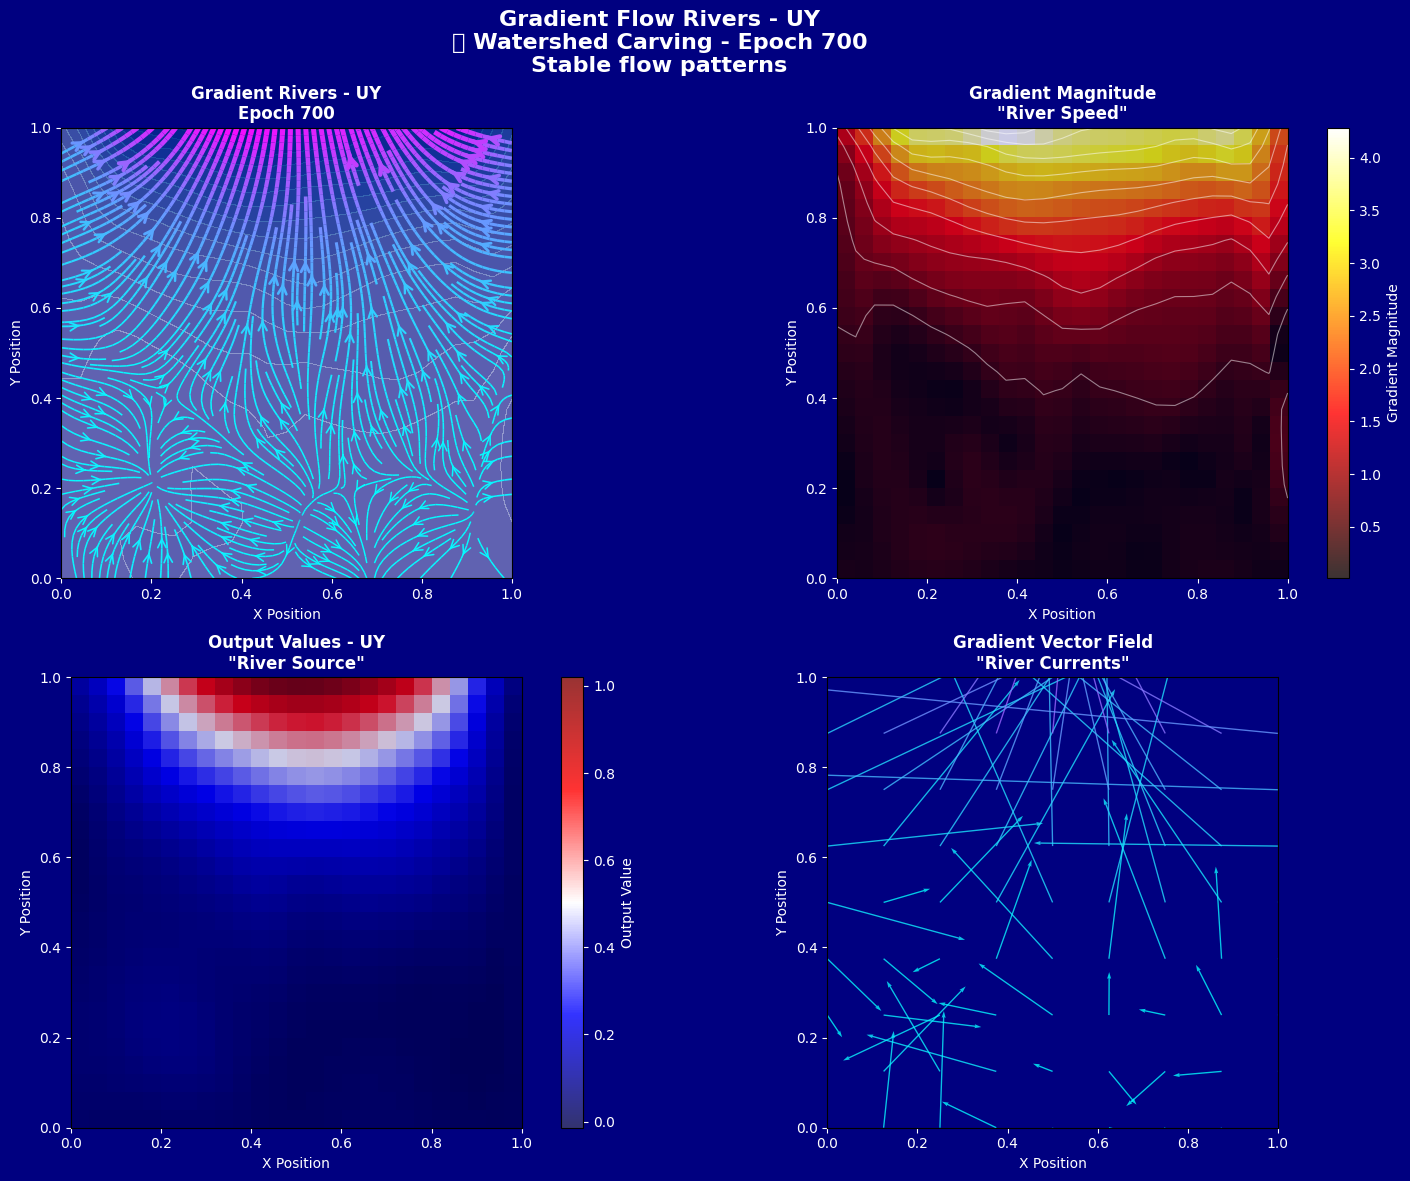 Gradient Flow Rivers - UY
▯ Watershed Carving - Epoch 700
Stable flow patterns
Gradient Rivers - UY
Epoch 700
1.0
0.8
0.6
0.4
0.2
0.0
Y Position
0.0 0.2 0.4 0.6 0.8 1.0
X Position
Gradient Magnitude
"River Speed"
1.0
0.8
0.6
0.4
0.2
0.0
Y Position
0.0 0.2 0.4 0.6 0.8 1.0
X Position
4.0
3.5
3.0
2.5
2.0
1.5
1.0
0.5
Gradient Magnitude
Output Values - UY
"River Source"
1.0
0.8
0.6
0.4
0.2
0.0
Y Position
0.0 0.2 0.4 0.6 0.8 1.0
X Position
1.0
0.8
0.6
0.4
0.2
0.0
Output Value
Gradient Vector Field
"River Currents"
1.0
0.8
0.6
0.4
0.2
0.0
Y Position
0.0 0.2 0.4 0.6 0.8 1.0
X Position